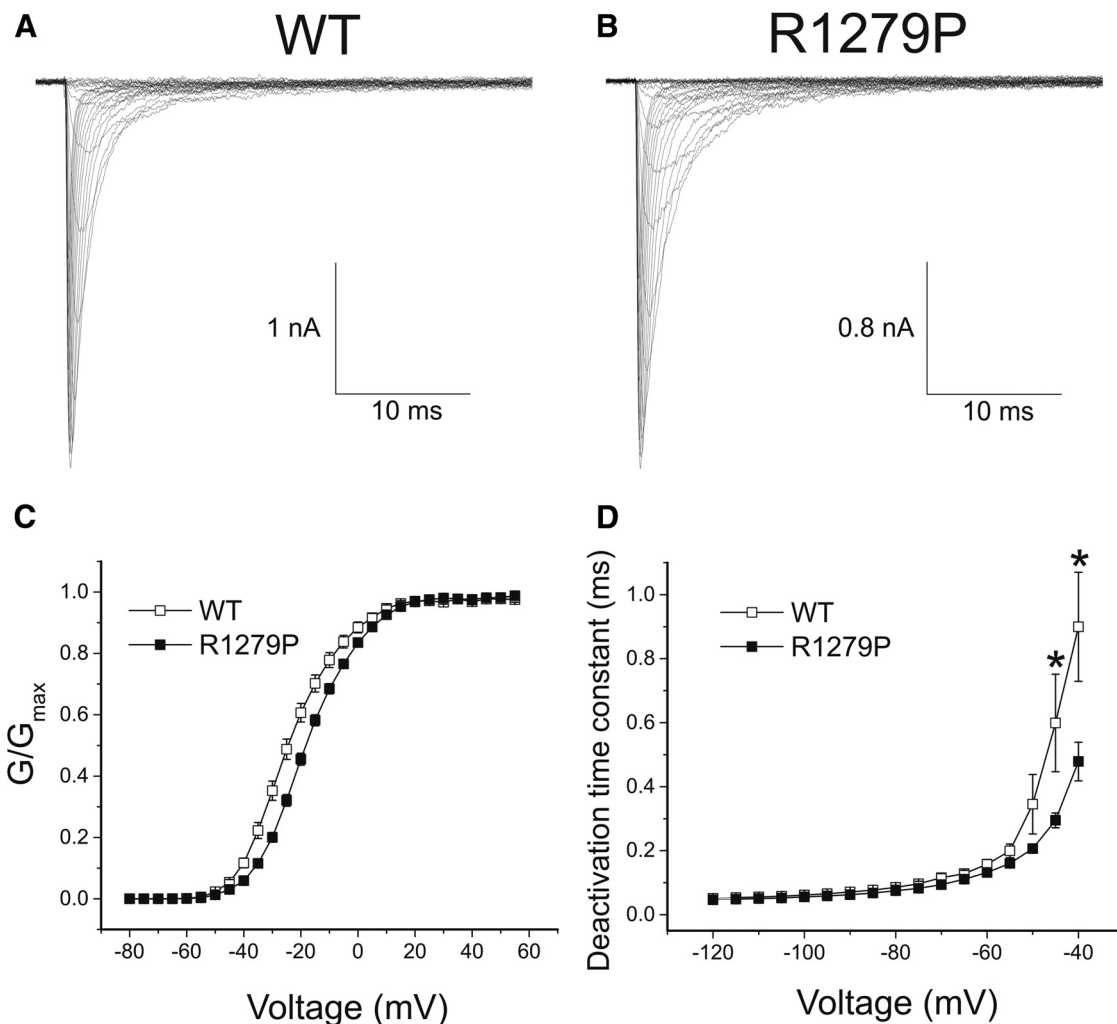 A
WT
1 nA
10 ms
B
R1279P
0.8 nA
10 ms
C
G/Gmax
1.0
0.8
0.6
0.4
0.2
0.0
WT
R1279P
-80 -60 -40 -20 0 20 40 60
Voltage (mV)
D
Deactivation time constant (ms)
1.0
0.8
0.6
0.4
0.2
0.0
WT
R1279P
*
*
-120 -100 -80 -60 -40
Voltage (mV)